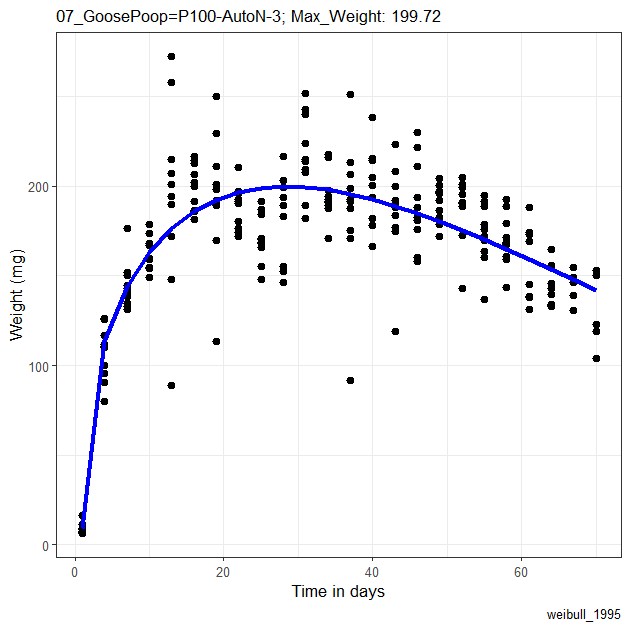 07_GoosePoop=P100-AutoN-3; Max_Weight: 199.72
Weight (mg)
200
100
0
0 20 40 60
Time in days
weibull_1995